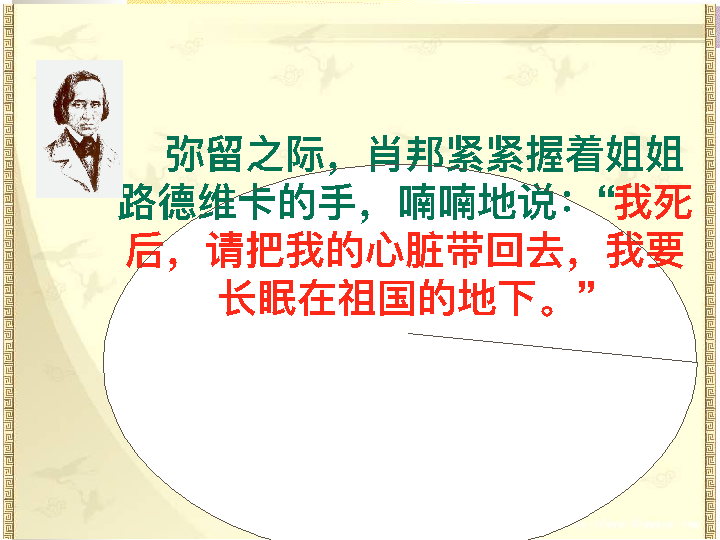 弥留之际，肖邦紧紧握着姐姐
路德维卡的手，喃喃地说：“我死
后，请把我的心脏带回去，我要
长眠在祖国的地下。”